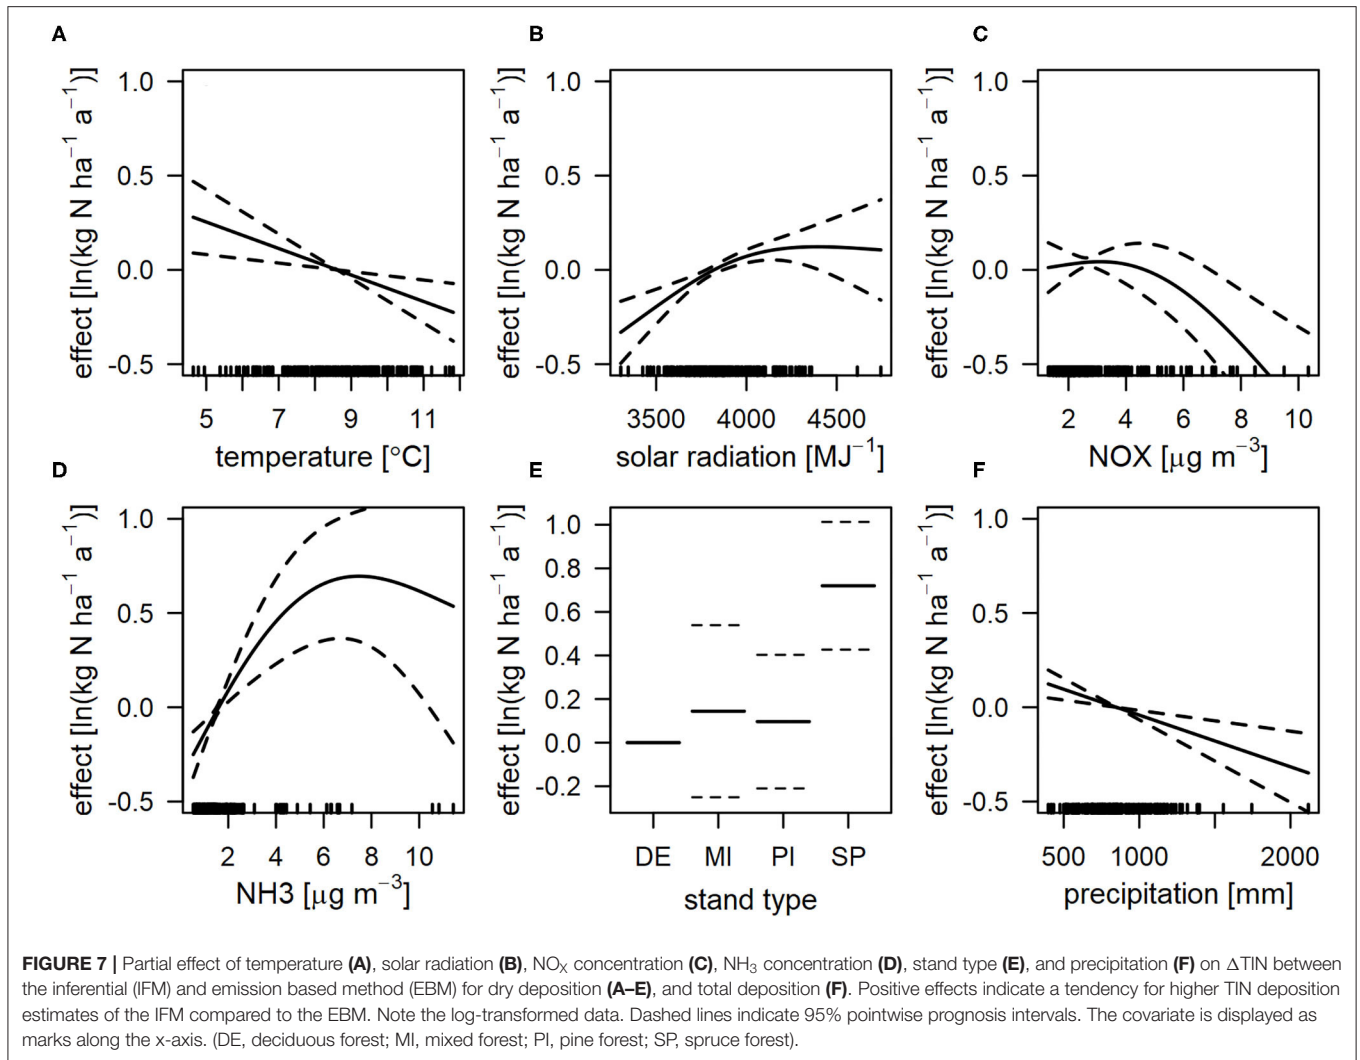 A
effect [ln(kg N ha⁻¹ a⁻¹)]
1.0
0.5
0.0
-0.5
5 7 9 11
temperature [°C]
B
effect [ln(kg N ha⁻¹ a⁻¹)]
1.0
0.5
0.0
-0.5
3500 4000 4500
solar radiation [MJ⁻¹]
C
effect [ln(kg N ha⁻¹ a⁻¹)]
1.0
0.5
0.0
-0.5
2 4 6 8 10
NOX [µg m⁻³]
D
effect [ln(kg N ha⁻¹ a⁻¹)]
1.0
0.5
0.0
-0.5
2 4 6 8 10
NH3 [µg m⁻³]
E
effect [ln(kg N ha⁻¹ a⁻¹)]
1.0
0.8
0.6
0.4
0.2
0.0
-0.2
DE MI PI SP
stand type
F
effect [ln(kg N ha⁻¹ a⁻¹)]
1.0
0.5
0.0
-0.5
500 1000 2000
precipitation [mm]
FIGURE 7 | Partial effect of temperature (A), solar radiation (B), NOₓ concentration (C), NH₃ concentration (D), stand type (E), and precipitation (F) on ΔTIN between
the inferential (IFM) and emission based method (EBM) for dry deposition (A–E), and total deposition (F). Positive effects indicate a tendency for higher TIN deposition
estimates of the IFM compared to the EBM. Note the log-transformed data. Dashed lines indicate 95% pointwise prognosis intervals. The covariate is displayed as
marks along the x-axis. (DE, deciduous forest; MI, mixed forest; PI, pine forest; SP, spruce forest).